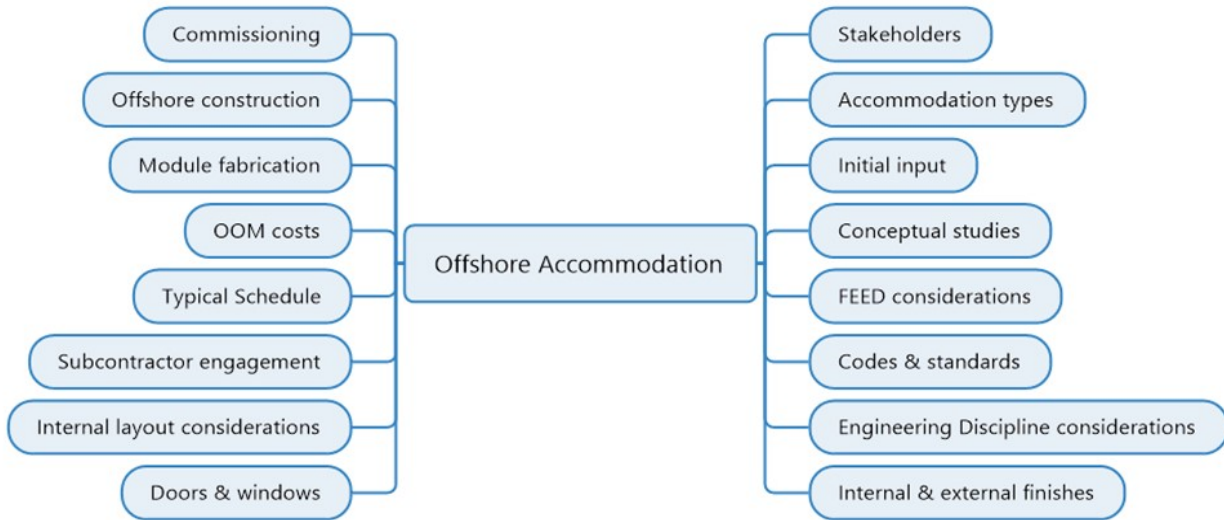 Commissioning
Offshore construction
Module fabrication
OOM costs
Typical Schedule
Subcontractor engagement
Internal layout considerations
Doors & windows
Offshore Accommodation
Stakeholders
Accommodation types
Initial input
Conceptual studies
FEED considerations
Codes & standards
Engineering Discipline considerations
Internal & external finishes